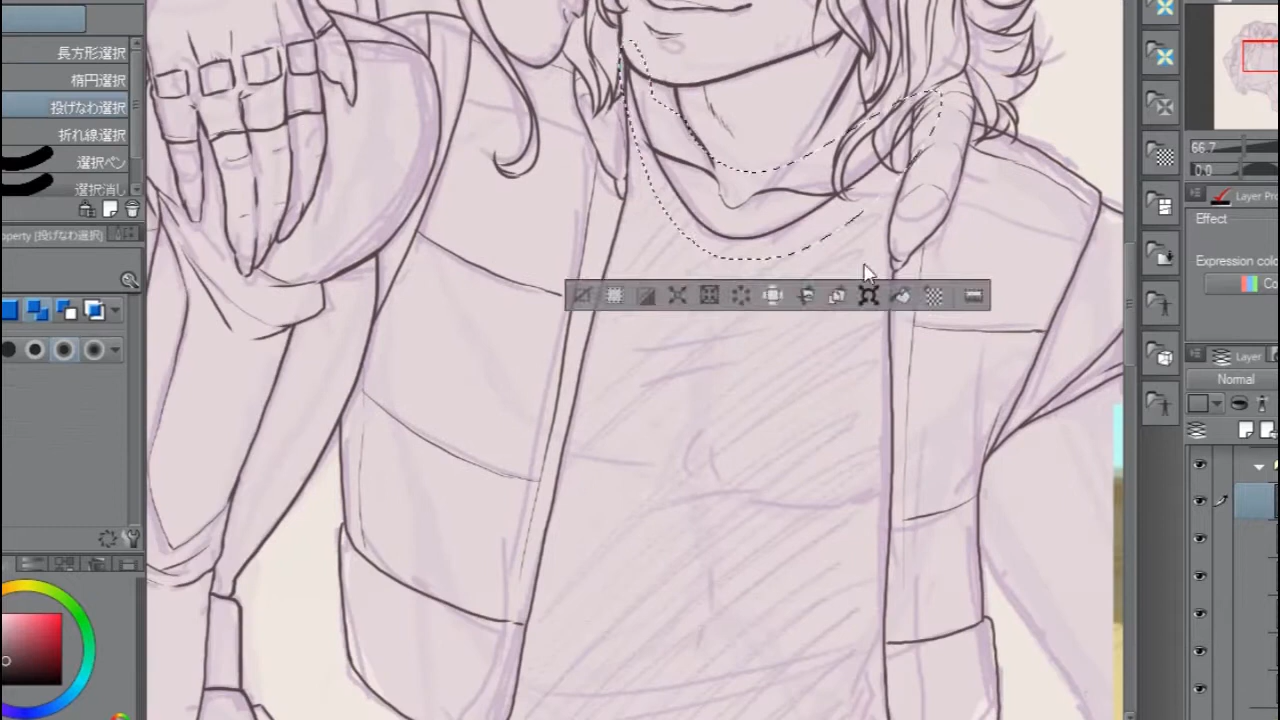 長方形選択
楕円選択
投げなわ選択
折れ線選択
選択ペン
選択消し
operty [投げなわ選択]
66.7
0.0
Layer Pro
Effect
Expression colo
Co
Layer
Normal